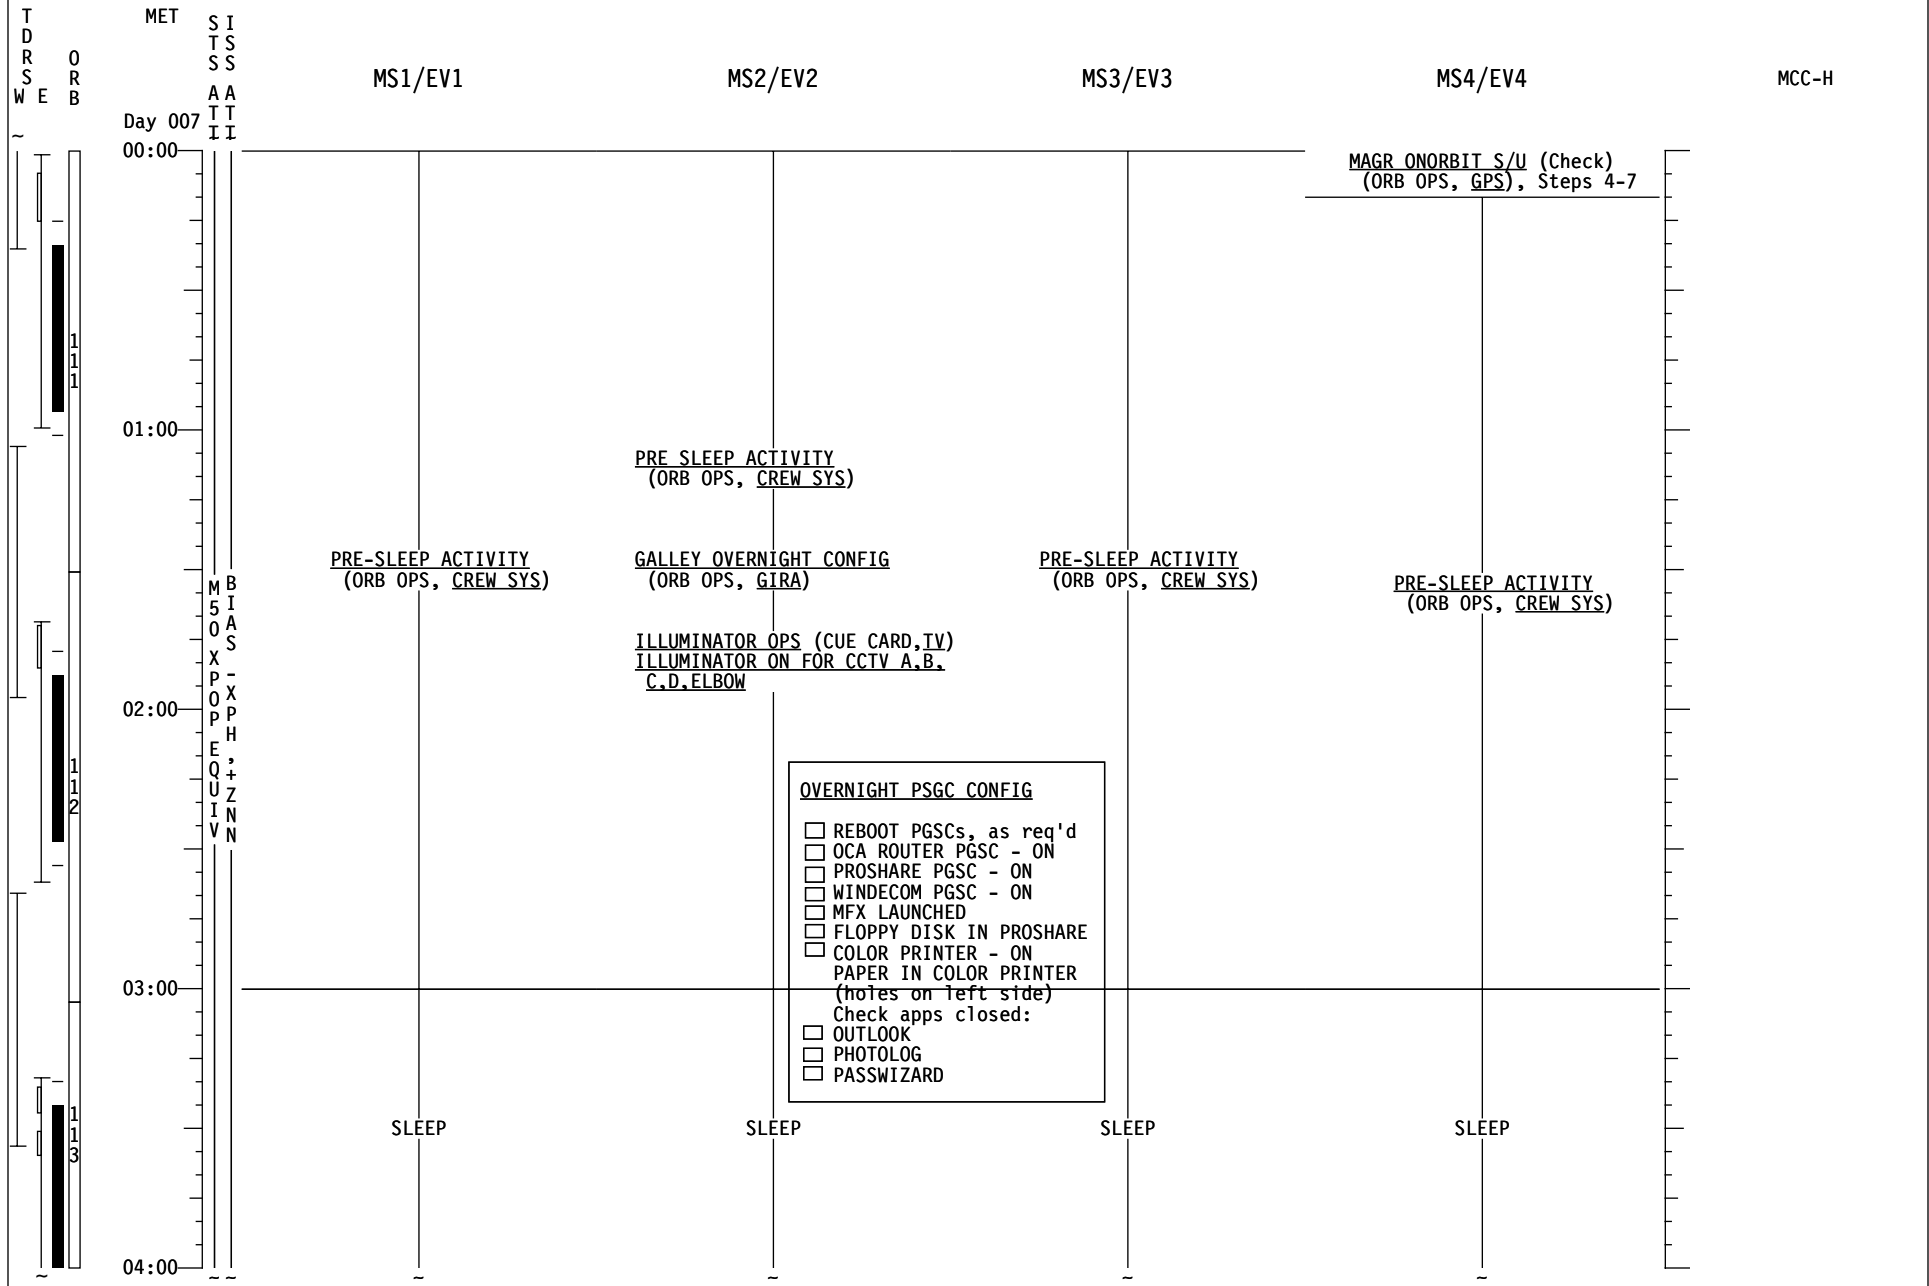 TDRS
W E
ORB
MET
STS ATT
ISS ATT
MS1/EV1
MS2/EV2
MS3/EV3
MS4/EV4
MCC-H
Day 007
~
00:00
MAGR ONORBIT S/U (Check)
(ORB OPS, GPS), Steps 4-7
111
01:00
PRE SLEEP ACTIVITY
(ORB OPS, CREW SYS)
PRE-SLEEP ACTIVITY
(ORB OPS, CREW SYS)
GALLEY OVERNIGHT CONFIG
(ORB OPS, GIRA)
PRE-SLEEP ACTIVITY
(ORB OPS, CREW SYS)
PRE-SLEEP ACTIVITY
(ORB OPS, CREW SYS)
M50 XPOP EQUIV
BIAS -XPH,+ZNN
ILLUMINATOR OPS (CUE CARD,TV)
ILLUMINATOR ON FOR CCTV A,B,
C,D,ELBOW
02:00
112
OVERNIGHT PSGC CONFIG
REBOOT PGSCs, as req'd
OCA ROUTER PGSC - ON
PROSHARE PGSC - ON
WINDECOM PGSC - ON
MFX LAUNCHED
FLOPPY DISK IN PROSHARE
COLOR PRINTER - ON
PAPER IN COLOR PRINTER
(holes on left side)
Check apps closed:
OUTLOOK
PHOTOLOG
PASSWIZARD
03:00
113
SLEEP
SLEEP
SLEEP
SLEEP
04:00
~ ~ ~ ~ ~ ~ ~